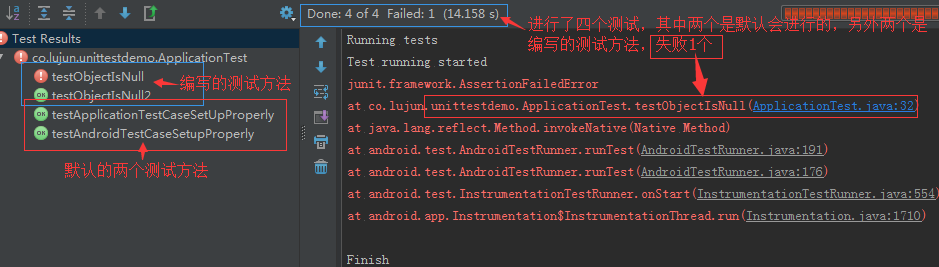 Done: 4 of 4 Failed: 1 (14.158 s)
进行了四个测试，其中两个是默认会进行的，另外两个是
编写的测试方法，失败1个
Test Results
co.lujun.unittestdemo.ApplicationTest
testObjectIsNull
testObjectIsNull2
编写的测试方法
testApplicationTestCaseSetUpProperly
testAndroidTestCaseSetupProperly
默认的两个测试方法
Running tests
Test running started
junit.framework.AssertionFailedError
at co.lujun.unittestdemo.ApplicationTest.testObjectIsNull(ApplicationTest.java:32)
at java.lang.reflect.Method.invokeNative(Native Method)
at android.test.AndroidTestRunner.runTest(AndroidTestRunner.java:191)
at android.test.AndroidTestRunner.runTest(AndroidTestRunner.java:176)
at android.test.InstrumentationTestRunner.onStart(InstrumentationTestRunner.java:554)
at android.app.Instrumentation$InstrumentationThread.run(Instrumentation.java:1710)
Finish